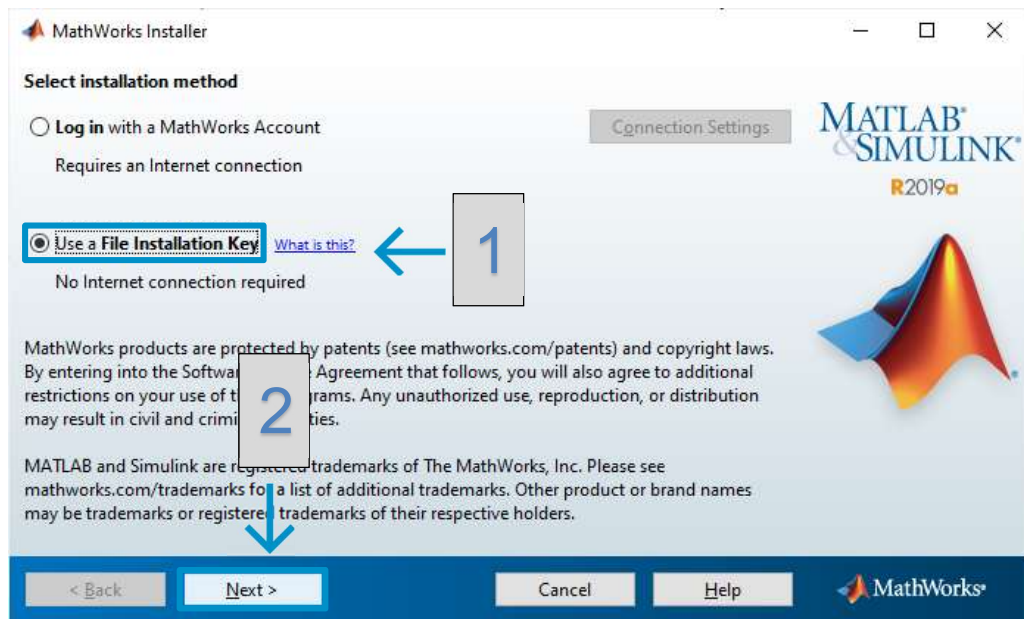 MathWorks Installer
Select installation method
Log in with a MathWorks Account
Connection Settings
Requires an Internet connection
MATLAB®
&SIMULINK®
R2019a
Use a File Installation Key What is this?
1
No Internet connection required
MathWorks products are protected by patents (see mathworks.com/patents) and copyright laws.
By entering into the Softwar Agreement that follows, you will also agree to additional
restrictions on your use of t grams. Any unauthorized use, reproduction, or distribution
may result in civil and crimi ties.
2
MATLAB and Simulink are registered trademarks of The MathWorks, Inc. Please see
mathworks.com/trademarks for a list of additional trademarks. Other product or brand names
may be trademarks or registered trademarks of their respective holders.
< Back
Next >
Cancel
Help
MathWorks®